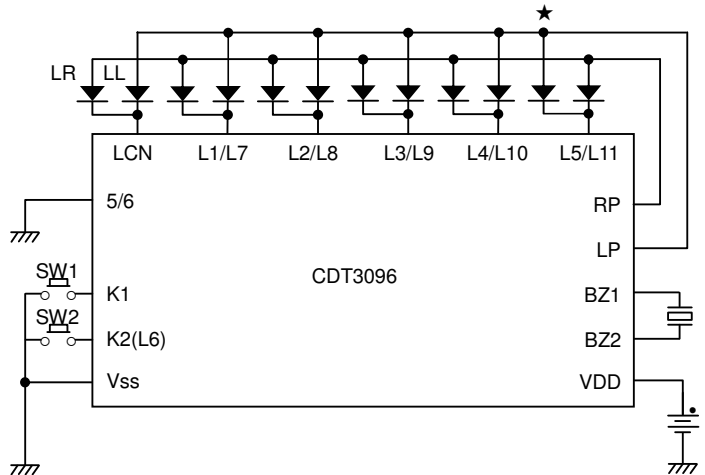 ★
LR LL
LCN L1/L7 L2/L8 L3/L9 L4/L10 L5/L11
5/6
RP
LP
CDT3096
SW1
K1
BZ1
SW2
K2(L6)
BZ2
Vss
VDD